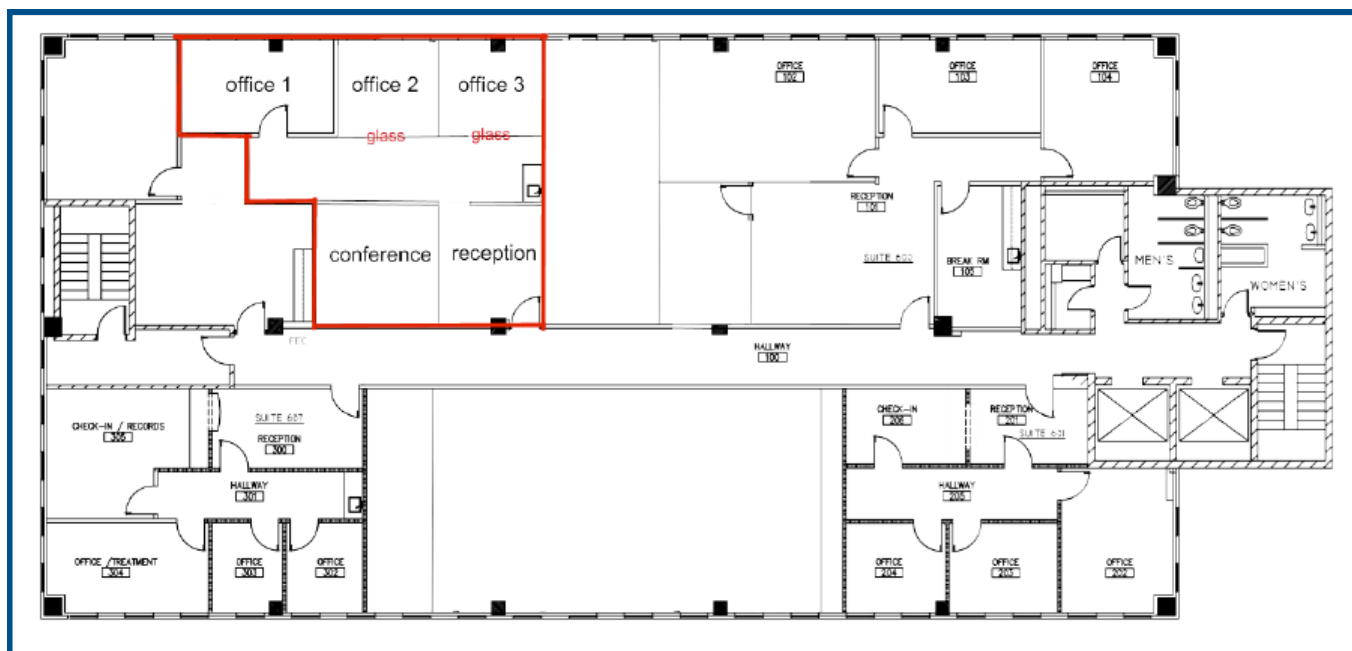 office 1
office 2
office 3
glass
glass
conference
reception
OFFICE
102
OFFICE
103
OFFICE
104
RECEPTION
101
SUITE 600
BREAK RM
105
MEN'S
WOMEN'S
FEC
HALLWAY
100
CHECK-IN / RECORDS
305
SUITE 607
RECEPTION
300
HALLWAY
301
OFFICE /TREATMENT
304
OFFICE
303
OFFICE
302
CHECK-IN
206
RECEPTION
201
SUITE 601
HALLWAY
205
OFFICE
204
OFFICE
203
OFFICE
202